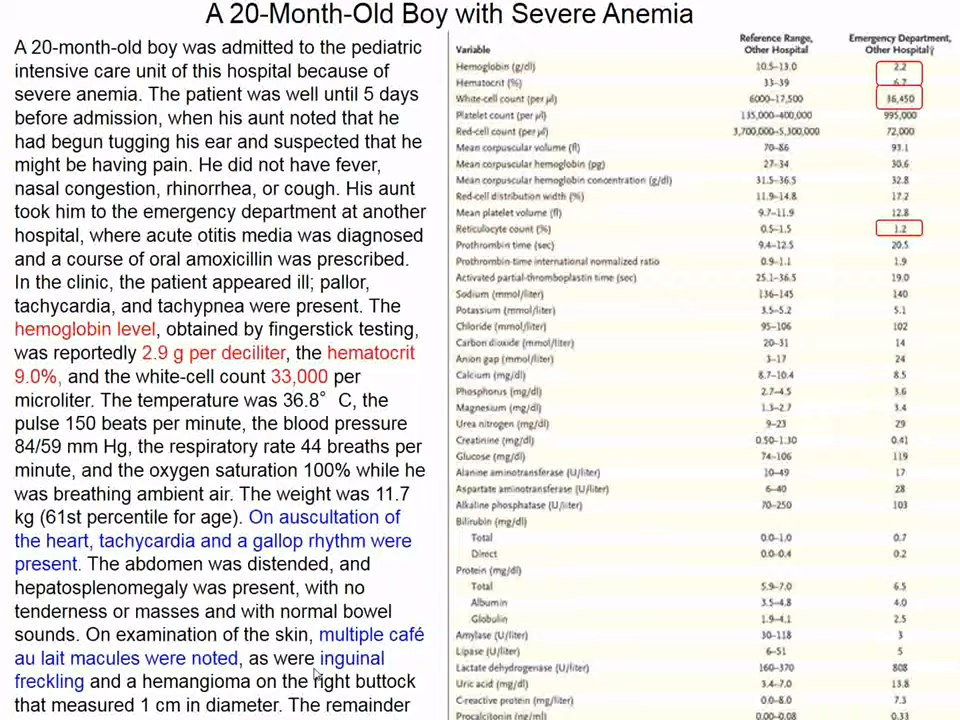 A 20-Month-Old Boy with Severe Anemia
A 20-month-old boy was admitted to the pediatric
intensive care unit of this hospital because of
severe anemia. The patient was well until 5 days
before admission, when his aunt noted that he
had begun tugging his ear and suspected that he
might be having pain. He did not have fever,
nasal congestion, rhinorrhea, or cough. His aunt
took him to the emergency department at another
hospital, where acute otitis media was diagnosed
and a course of oral amoxicillin was prescribed.
In the clinic, the patient appeared ill; pallor,
tachycardia, and tachypnea were present. The
hemoglobin level, obtained by fingerstick testing,
was reportedly 2.9 g per deciliter, the hematocrit
9.0%, and the white-cell count 33,000 per
microliter. The temperature was 36.8° C, the
pulse 150 beats per minute, the blood pressure
84/59 mm Hg, the respiratory rate 44 breaths per
minute, and the oxygen saturation 100% while he
was breathing ambient air. The weight was 11.7
kg (61st percentile for age). On auscultation of
the heart, tachycardia and a gallop rhythm were
present. The abdomen was distended, and
hepatosplenomegaly was present, with no
tenderness or masses and with normal bowel
sounds. On examination of the skin, multiple café
au lait macules were noted, as were inguinal
freckling and a hemangioma on the right buttock
that measured 1 cm in diameter. The remainder
Variable Reference Range, Other Hospital Emergency Department, Other Hospital†
Hemoglobin (g/dl) 10.5–13.0 2.2
Hematocrit (%) 33–39 6.7
White-cell count (per µl) 6000–17,500 36,450
Platelet count (per µl) 135,000–400,000 995,000
Red-cell count (per µl) 3,700,000–5,300,000 72,000
Mean corpuscular volume (fl) 70–86 93.1
Mean corpuscular hemoglobin (pg) 27–34 30.6
Mean corpuscular hemoglobin concentration (g/dl) 31.5–36.5 32.8
Red-cell distribution width (%) 11.9–14.8 17.2
Mean platelet volume (fl) 9.7–11.9 12.8
Reticulocyte count (%) 0.5–1.5 1.2
Prothrombin time (sec) 9.4–12.5 20.5
Prothrombin-time international normalized ratio 0.9–1.1 1.9
Activated partial-thromboplastin time (sec) 25.1–36.5 19.0
Sodium (mmol/liter) 136–145 140
Potassium (mmol/liter) 3.5–5.2 5.1
Chloride (mmol/liter) 95–106 102
Carbon dioxide (mmol/liter) 20–31 14
Anion gap (mmol/liter) 3–17 24
Calcium (mg/dl) 8.7–10.4 8.5
Phosphorus (mg/dl) 2.7–4.5 3.6
Magnesium (mg/dl) 1.3–2.7 3.4
Urea nitrogen (mg/dl) 9–23 29
Creatinine (mg/dl) 0.50–1.30 0.41
Glucose (mg/dl) 74–106 119
Alanine aminotransferase (U/liter) 10–49 17
Aspartate aminotransferase (U/liter) 6–40 28
Alkaline phosphatase (U/liter) 70–250 103
Bilirubin (mg/dl)
Total 0.0–1.0 0.7
Direct 0.0–0.4 0.2
Protein (mg/dl)
Total 5.9–7.0 6.5
Albumin 3.5–4.8 4.0
Globulin 1.9–4.1 2.5
Amylase (U/liter) 30–118 3
Lipase (U/liter) 6–51 5
Lactate dehydrogenase (U/liter) 160–370 808
Uric acid (mg/dl) 3.4–7.0 13.8
C-reactive protein (mg/liter) 0.0–8.0 7.3
Procalcitonin (ng/ml) 0.00–0.08 0.33